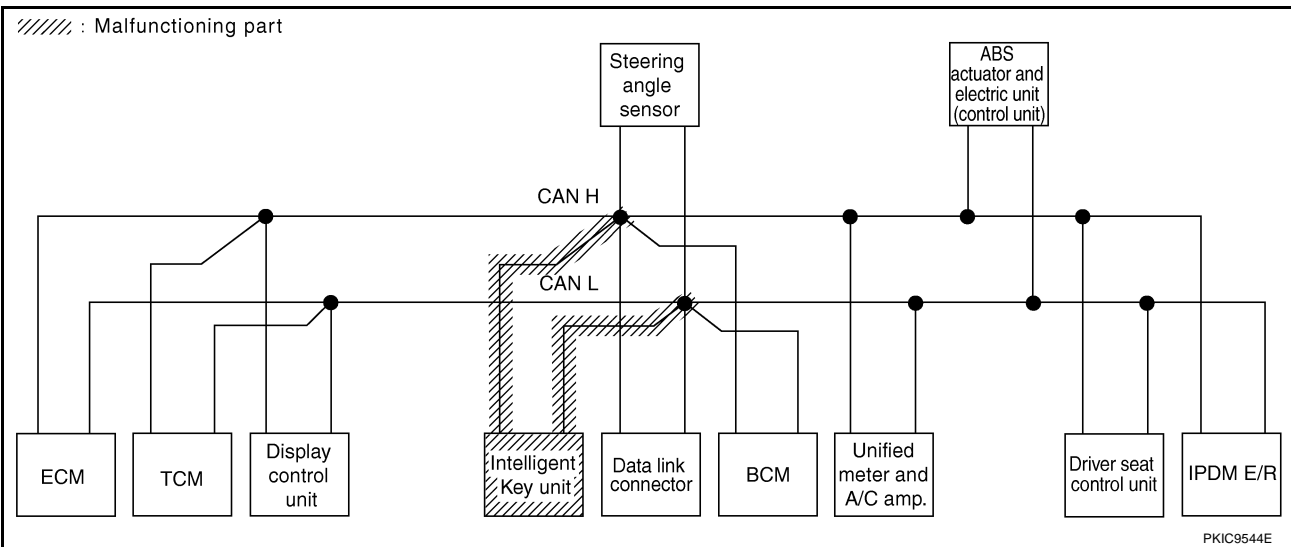 : Malfunctioning part
Steering
angle
sensor
ABS
actuator and
electric unit
(control unit)
CAN H
CAN L
ECM
TCM
Display
control
unit
Intelligent
Key unit
Data link
connector
BCM
Unified
meter and
A/C amp.
Driver seat
control unit
IPDM E/R
PKIC9544E